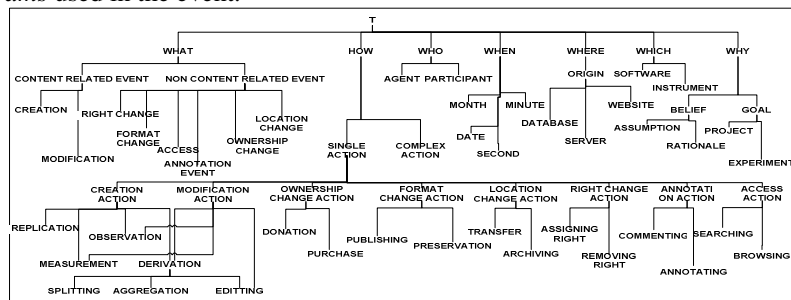 used in the event.
T
WHAT HOW WHO WHEN WHERE WHICH WHY
CONTENT RELATED EVENT NON CONTENT RELATED EVENT AGENT PARTICIPANT ORIGIN SOFTWARE
INSTRUMENT
CREATION RIGHT CHANGE LOCATION CHANGE MONTH MINUTE DATABASE WEBSITE BELIEF GOAL
MODIFICATION FORMAT CHANGE ACCESS OWNERSHIP CHANGE DATE SERVER ASSUMPTION PROJECT
ANNOTATION EVENT SINGLE ACTION COMPLEX ACTION SECOND RATIONALE
EXPERIMENT
CREATION ACTION MODIFICATION ACTION OWNERSHIP CHANGE ACTION FORMAT CHANGE ACTION LOCATION CHANGE ACTION RIGHT CHANGE ACTION ANNOTATI ON ACTION ACCESS ACTION
REPLICATION OBSERVATION DONATION PUBLISHING TRANSFER ASSIGNING RIGHT COMMENTING SEARCHING
PURCHASE PRESERVATION ARCHIVING REMOVING RIGHT ANNOTATING BROWSING
MEASUREMENT DERIVATION
SPLITTING AGGREGATION EDITTING